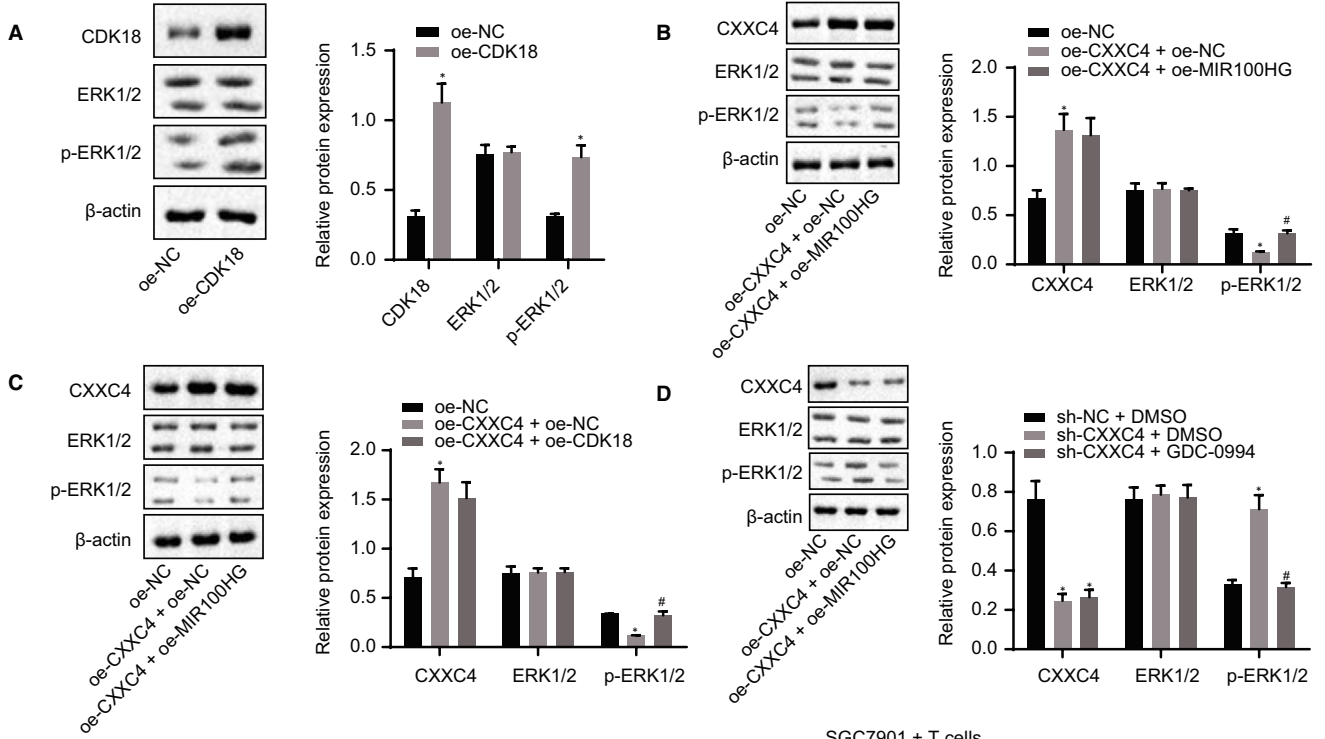 A
CDK18
ERK1/2
p-ERK1/2
β-actin
oe-NC
oe-CDK18
oe-NC
oe-CDK18
Relative protein expression
1.5
1.0
0.5
0.0
*
*
CDK18
ERK1/2
p-ERK1/2
B
CXXC4
ERK1/2
p-ERK1/2
β-actin
oe-NC
oe-CXXC4 + oe-NC
oe-CXXC4 + oe-MIR100HG
oe-NC
oe-CXXC4 + oe-NC
oe-CXXC4 + oe-MIR100HG
Relative protein expression
2.0
1.5
1.0
0.5
0.0
*
*
#
CXXC4
ERK1/2
p-ERK1/2
C
CXXC4
ERK1/2
p-ERK1/2
β-actin
oe-NC
oe-CXXC4 + oe-NC
oe-CXXC4 + oe-MIR100HG
oe-NC
oe-CXXC4 + oe-NC
oe-CXXC4 + oe-CDK18
Relative protein expression
2.0
1.5
1.0
0.5
0.0
*
*
#
CXXC4
ERK1/2
p-ERK1/2
D
CXXC4
ERK1/2
p-ERK1/2
β-actin
oe-NC
oe-CXXC4 + oe-NC
oe-CXXC4 + oe-MIR100HG
sh-NC + DMSO
sh-CXXC4 + DMSO
sh-CXXC4 + GDC-0994
Relative protein expression
1.0
0.8
0.6
0.4
0.2
0.0
*
*
*
#
CXXC4
ERK1/2
p-ERK1/2
SGC7901 + T cells